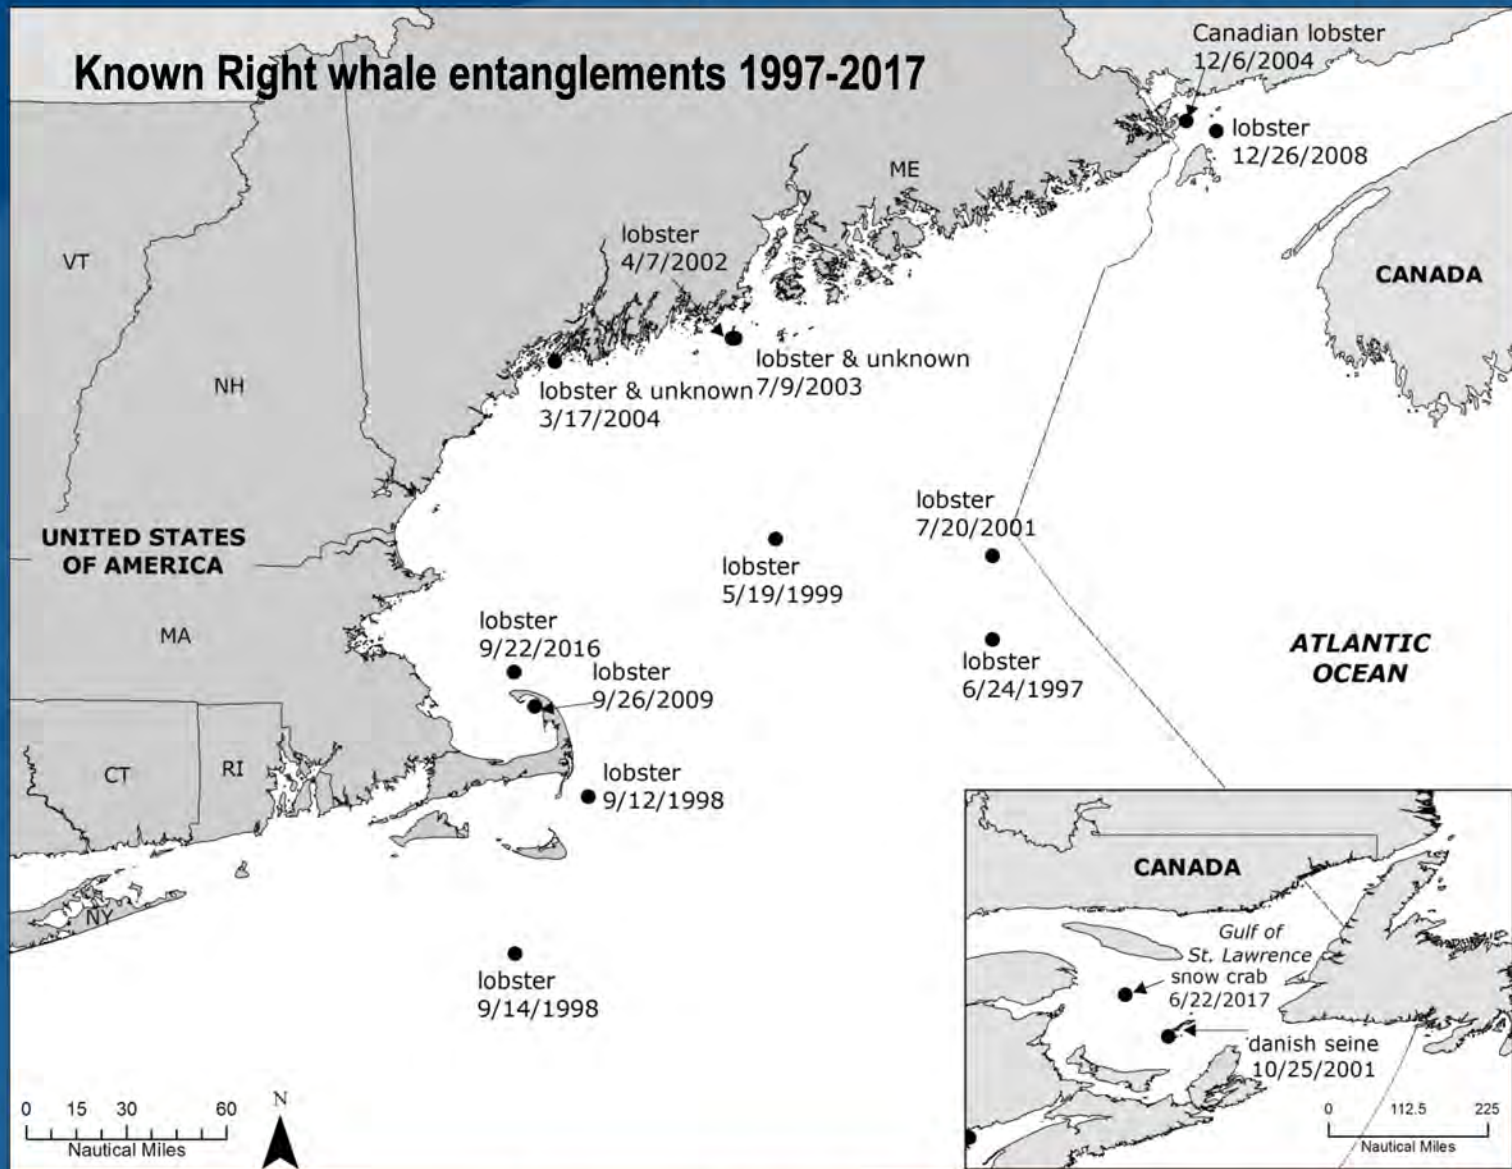 Known Right whale entanglements 1997-2017
Canadian lobster
12/6/2004
lobster
12/26/2008
ME
lobster
4/7/2002
VT
CANADA
lobster & unknown
7/9/2003
NH
lobster & unknown
3/17/2004
lobster
7/20/2001
UNITED STATES
OF AMERICA
lobster
5/19/1999
MA
lobster
9/22/2016
ATLANTIC
OCEAN
lobster
6/24/1997
lobster
9/26/2009
CT
RI
lobster
9/12/1998
NY
lobster
9/14/1998
CANADA
Gulf of
St. Lawrence
snow crab
6/22/2017
danish seine
10/25/2001
0 15 30 60
Nautical Miles
N
0 112.5 225
Nautical Miles